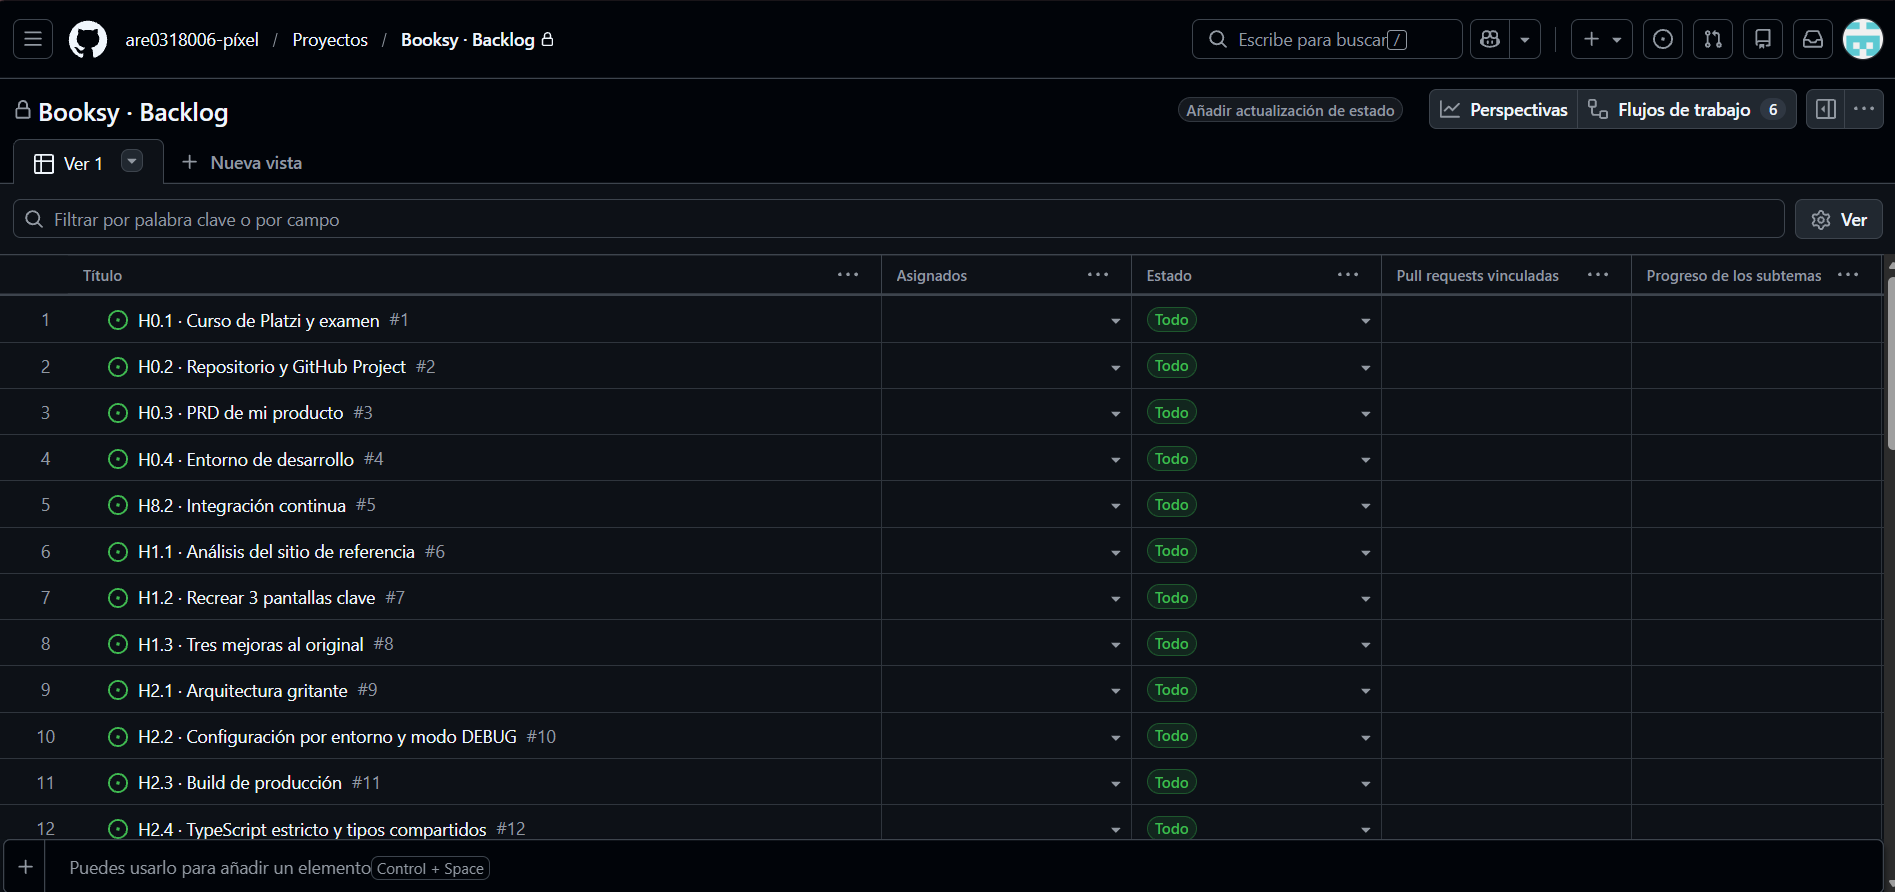 are0318006-píxel / Proyectos / Booksy · Backlog
Escribe para buscar /
Booksy · Backlog
Añadir actualización de estado
Perspectivas
Flujos de trabajo 6
Ver 1
Nueva vista
Filtrar por palabra clave o por campo
Ver
Título Asignados Estado Pull requests vinculadas Progreso de los subtemas
1 H0.1 · Curso de Platzi y examen #1 Todo
2 H0.2 · Repositorio y GitHub Project #2 Todo
3 H0.3 · PRD de mi producto #3 Todo
4 H0.4 · Entorno de desarrollo #4 Todo
5 H8.2 · Integración continua #5 Todo
6 H1.1 · Análisis del sitio de referencia #6 Todo
7 H1.2 · Recrear 3 pantallas clave #7 Todo
8 H1.3 · Tres mejoras al original #8 Todo
9 H2.1 · Arquitectura gritante #9 Todo
10 H2.2 · Configuración por entorno y modo DEBUG #10 Todo
11 H2.3 · Build de producción #11 Todo
12 H2.4 · TypeScript estricto y tipos compartidos #12 Todo
Puedes usarlo para añadir un elemento Control + Space